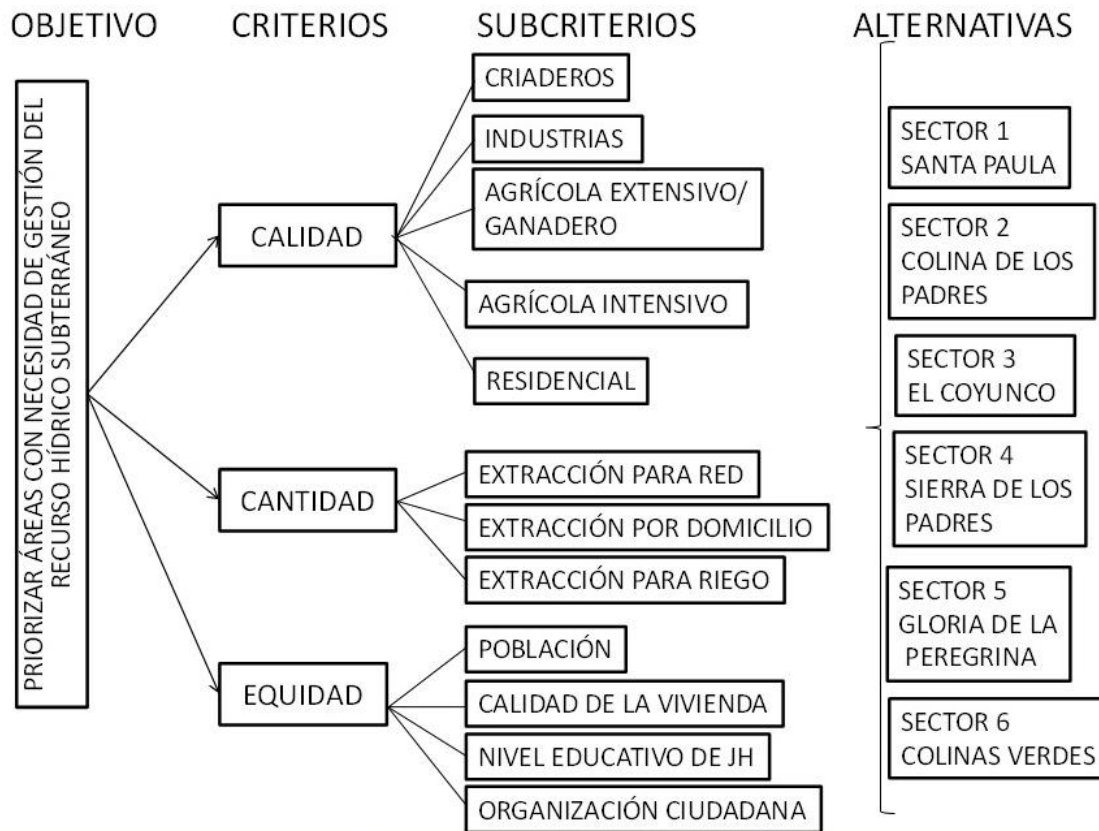 OBJETIVO
CRITERIOS
SUBCRITERIOS
ALTERNATIVAS
PRIORIZAR ÁREAS CON NECESIDAD DE GESTIÓN DEL
RECURSO HÍDRICO SUBTERRÁNEO
CALIDAD
CRIADEROS
INDUSTRIAS
AGRÍCOLA EXTENSIVO/
GANADERO
AGRÍCOLA INTENSIVO
RESIDENCIAL
CANTIDAD
EXTRACCIÓN PARA RED
EXTRACCIÓN POR DOMICILIO
EXTRACCIÓN PARA RIEGO
EQUIDAD
POBLACIÓN
CALIDAD DE LA VIVIENDA
NIVEL EDUCATIVO DE JH
ORGANIZACIÓN CIUDADANA
SECTOR 1
SANTA PAULA
SECTOR 2
COLINA DE LOS
PADRES
SECTOR 3
EL COYUNCO
SECTOR 4
SIERRA DE LOS
PADRES
SECTOR 5
GLORIA DE LA
PEREGRINA
SECTOR 6
COLINAS VERDES